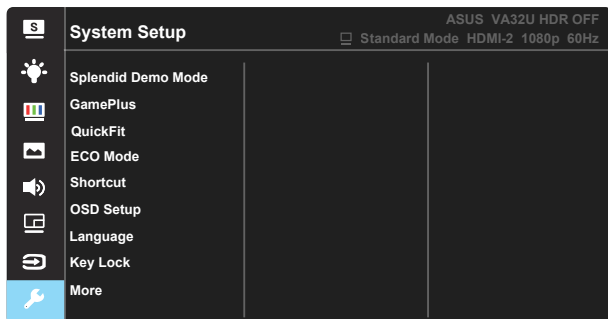 S
System Setup
ASUS VA32U HDR OFF
Standard Mode HDMI-2 1080p 60Hz
Splendid Demo Mode
GamePlus
QuickFit
ECO Mode
Shortcut
OSD Setup
Language
Key Lock
More